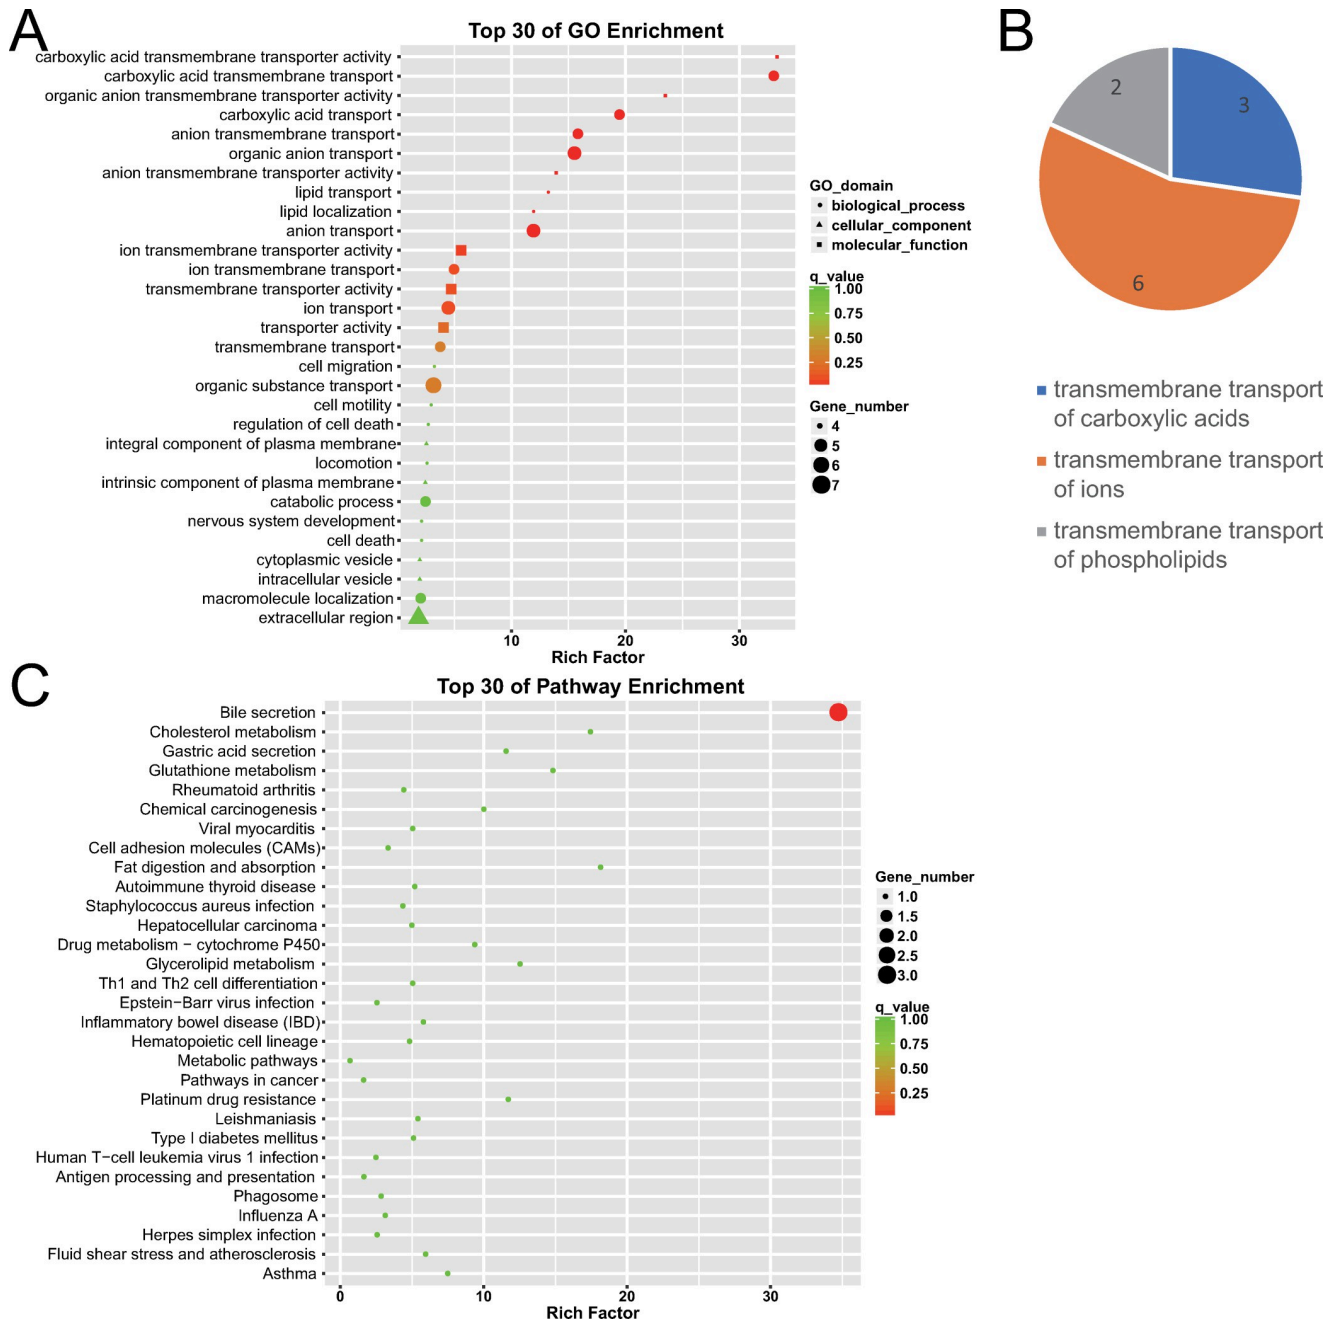 A
Top 30 of GO Enrichment
carboxylic acid transmembrane transporter activity
carboxylic acid transmembrane transport
organic anion transmembrane transporter activity
carboxylic acid transport
anion transmembrane transport
organic anion transport
anion transmembrane transporter activity
lipid transport
lipid localization
anion transport
ion transmembrane transporter activity
ion transmembrane transport
transmembrane transporter activity
ion transport
transporter activity
transmembrane transport
cell migration
organic substance transport
cell motility
regulation of cell death
integral component of plasma membrane
locomotion
intrinsic component of plasma membrane
catabolic process
nervous system development
cell death
cytoplasmic vesicle
intracellular vesicle
macromolecule localization
extracellular region
10 20 30
Rich Factor
GO_domain
biological_process
cellular_component
molecular_function
q_value
1.00
0.75
0.50
0.25
Gene_number
4
5
6
7
B
2
3
6
transmembrane transport
of carboxylic acids
transmembrane transport
of ions
transmembrane transport
of phospholipids
C
Top 30 of Pathway Enrichment
Bile secretion
Cholesterol metabolism
Gastric acid secretion
Glutathione metabolism
Rheumatoid arthritis
Chemical carcinogenesis
Viral myocarditis
Cell adhesion molecules (CAMs)
Fat digestion and absorption
Autoimmune thyroid disease
Staphylococcus aureus infection
Hepatocellular carcinoma
Drug metabolism − cytochrome P450
Glycerolipid metabolism
Th1 and Th2 cell differentiation
Epstein−Barr virus infection
Inflammatory bowel disease (IBD)
Hematopoietic cell lineage
Metabolic pathways
Pathways in cancer
Platinum drug resistance
Leishmaniasis
Type I diabetes mellitus
Human T−cell leukemia virus 1 infection
Antigen processing and presentation
Phagosome
Influenza A
Herpes simplex infection
Fluid shear stress and atherosclerosis
Asthma
0 10 20 30
Rich Factor
Gene_number
1.0
1.5
2.0
2.5
3.0
q_value
1.00
0.75
0.50
0.25